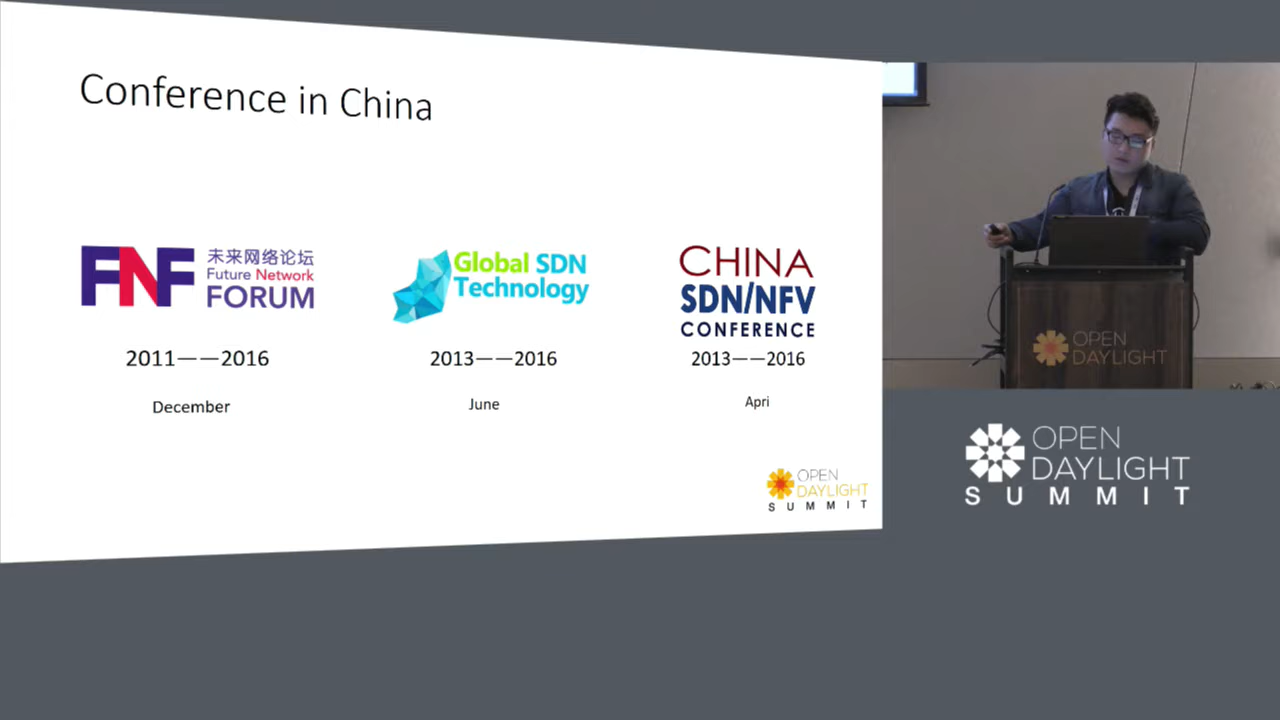 Conference in China
FNF
未来网络论坛
Future Network
FORUM
2011——2016
December
Global SDN
Technology
2013——2016
June
CHINA
SDN/NFV
CONFERENCE
2013——2016
Apri
OPEN
DAYLIGHT
SUMMIT
OPEN
DAYLIGHT
OPEN
DAYLIGHT
SUMMIT